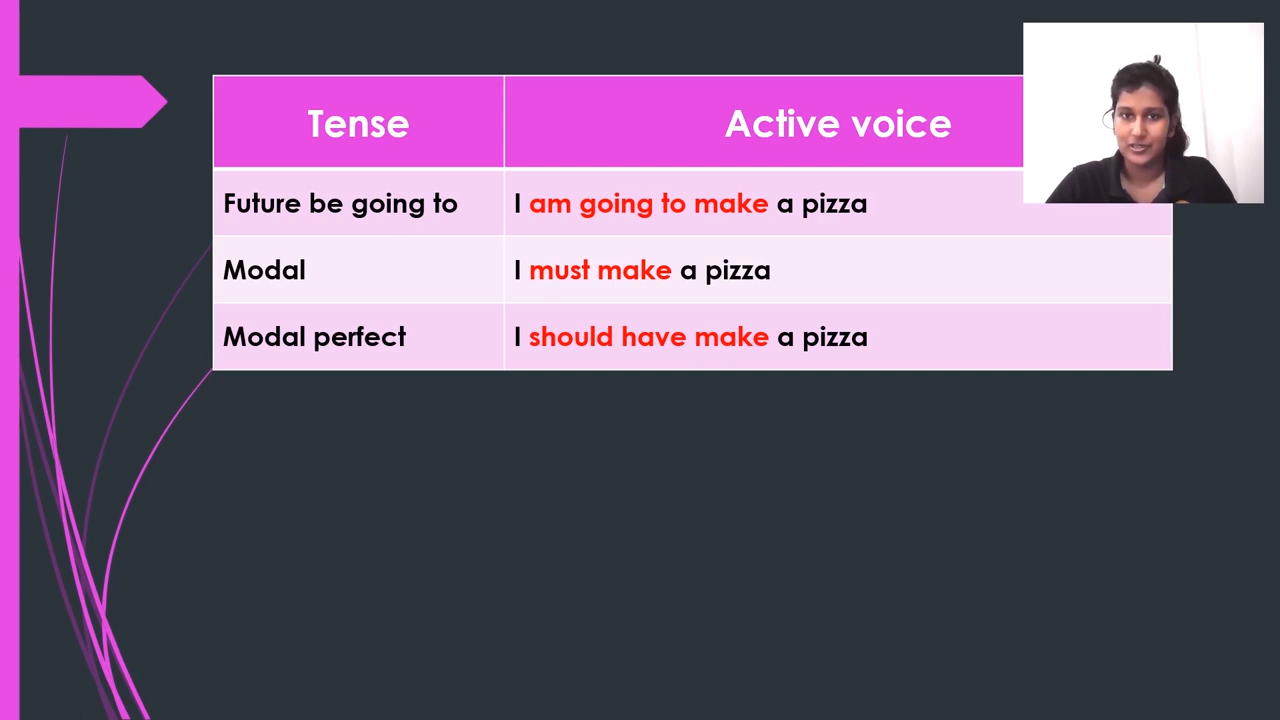 Tense Active voice
Future be going to I am going to make a pizza
Modal I must make a pizza
Modal perfect I should have make a pizza